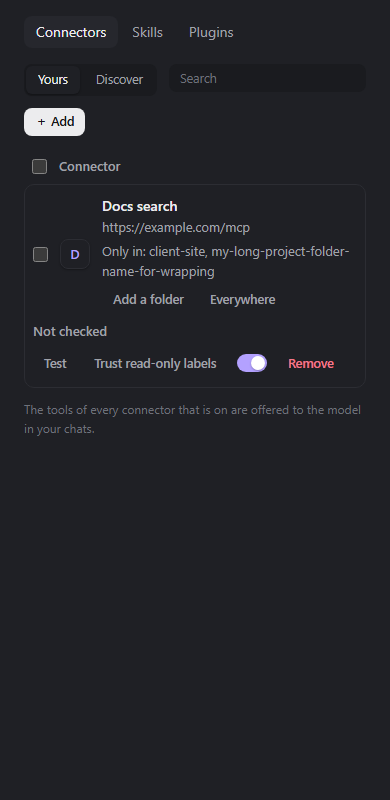 Connectors Skills Plugins
Yours Discover Search
+ Add
Connector
Docs search
https://example.com/mcp
D
Only in: client-site, my-long-project-folder-
name-for-wrapping
Add a folder Everywhere
Not checked
Test Trust read-only labels Remove
The tools of every connector that is on are offered to the model
in your chats.